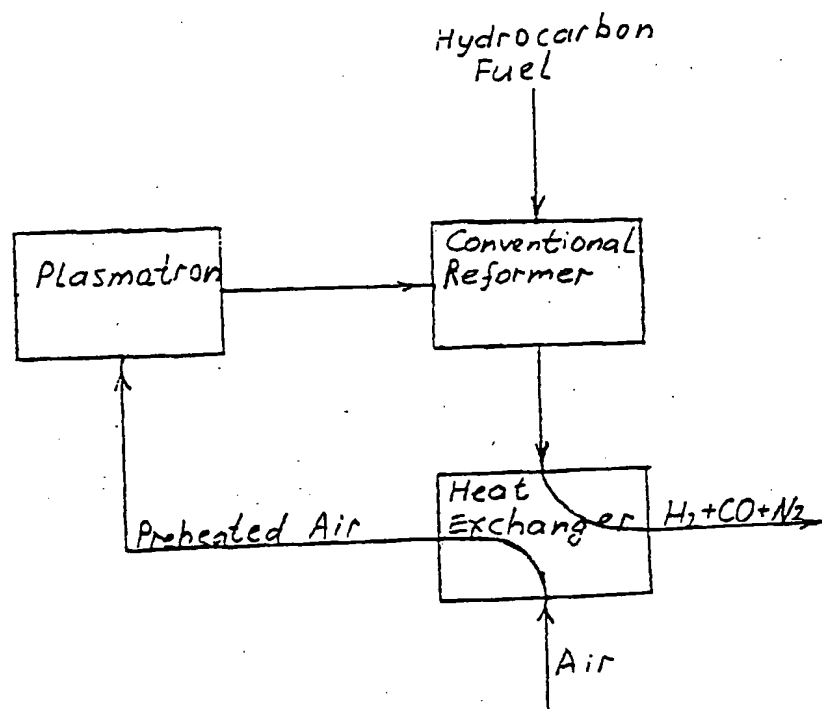 Hydrocarbon
Fuel
Plasmatron
Conventional
Reformer
Heat
Exchanger
H2+CO+N2
Preheated Air
Air